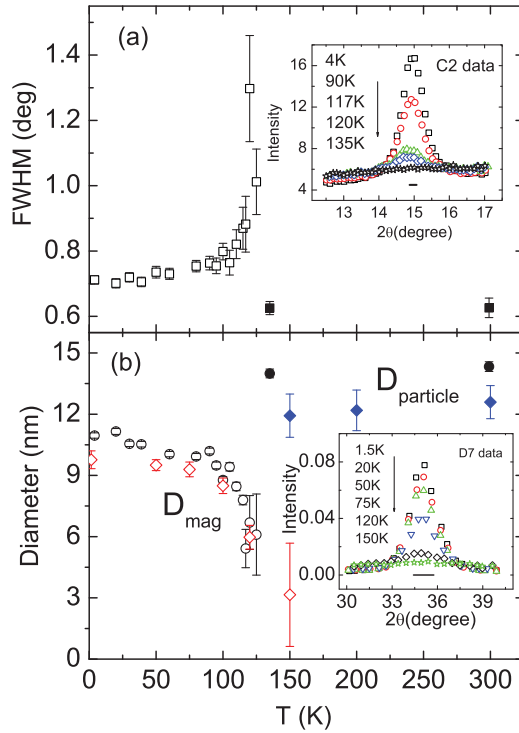 (a)
C2 data
4K
90K
117K
120K
135K
Intensity
16
12
8
4
13 14 15 16 17
2θ(degree)
FWHM (deg)
1.4
1.2
1.0
0.8
0.6
(b)
D particle
D mag
D7 data
1.5K
20K
50K
75K
120K
150K
Intensity
0.08
0.04
0.00
30 33 36 39
2θ(degree)
Diameter (nm)
15
12
9
6
3
0
0 50 100 150 200 250 300
T (K)